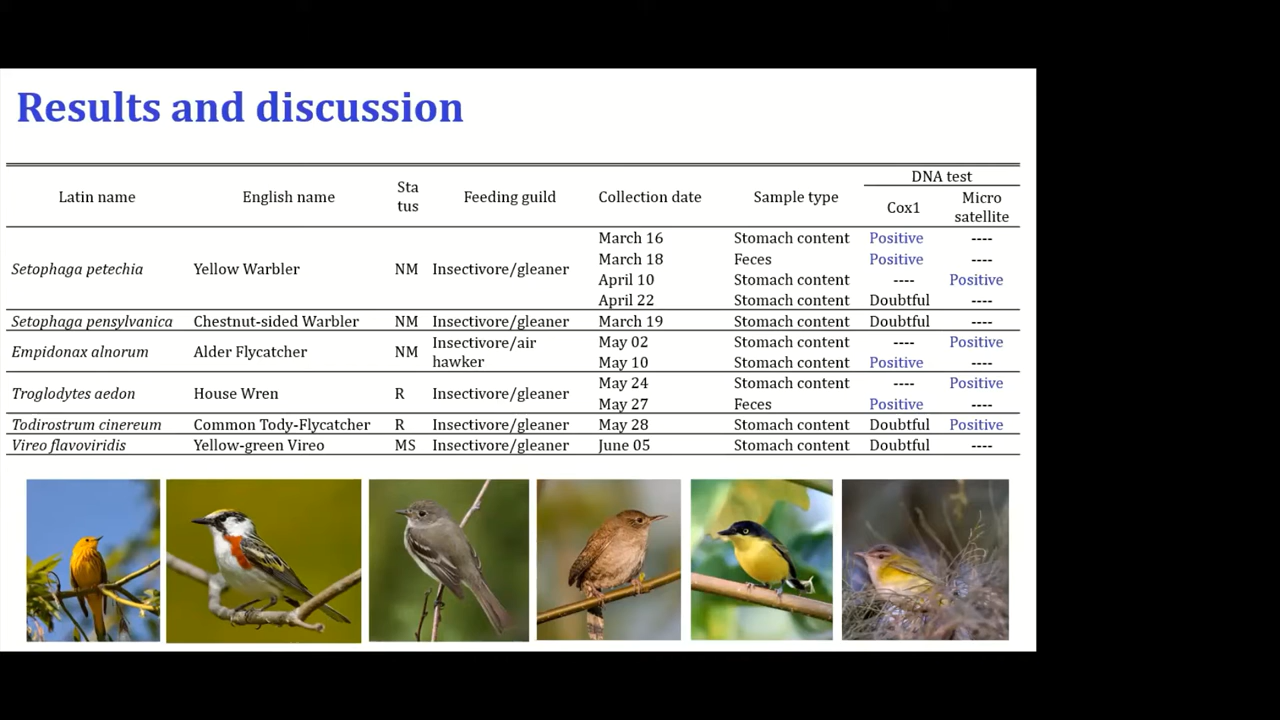 Results and discussion
Latin name English name Sta tus Feeding guild Collection date Sample type DNA test
Cox1 Micro satellite
March 16 Stomach content Positive ----
Setophaga petechia Yellow Warbler NM Insectivore/gleaner March 18 Feces Positive ----
April 10 Stomach content ---- Positive
April 22 Stomach content Doubtful ----
Setophaga pensylvanica Chestnut-sided Warbler NM Insectivore/gleaner March 19 Stomach content Doubtful ----
Empidonax alnorum Alder Flycatcher NM Insectivore/air hawker May 02 Stomach content ---- Positive
May 10 Stomach content Positive ----
Troglodytes aedon House Wren R Insectivore/gleaner May 24 Stomach content ---- Positive
May 27 Feces Positive ----
Todirostrum cinereum Common Tody-Flycatcher R Insectivore/gleaner May 28 Stomach content Doubtful Positive
Vireo flavoviridis Yellow-green Vireo MS Insectivore/gleaner June 05 Stomach content Doubtful ----